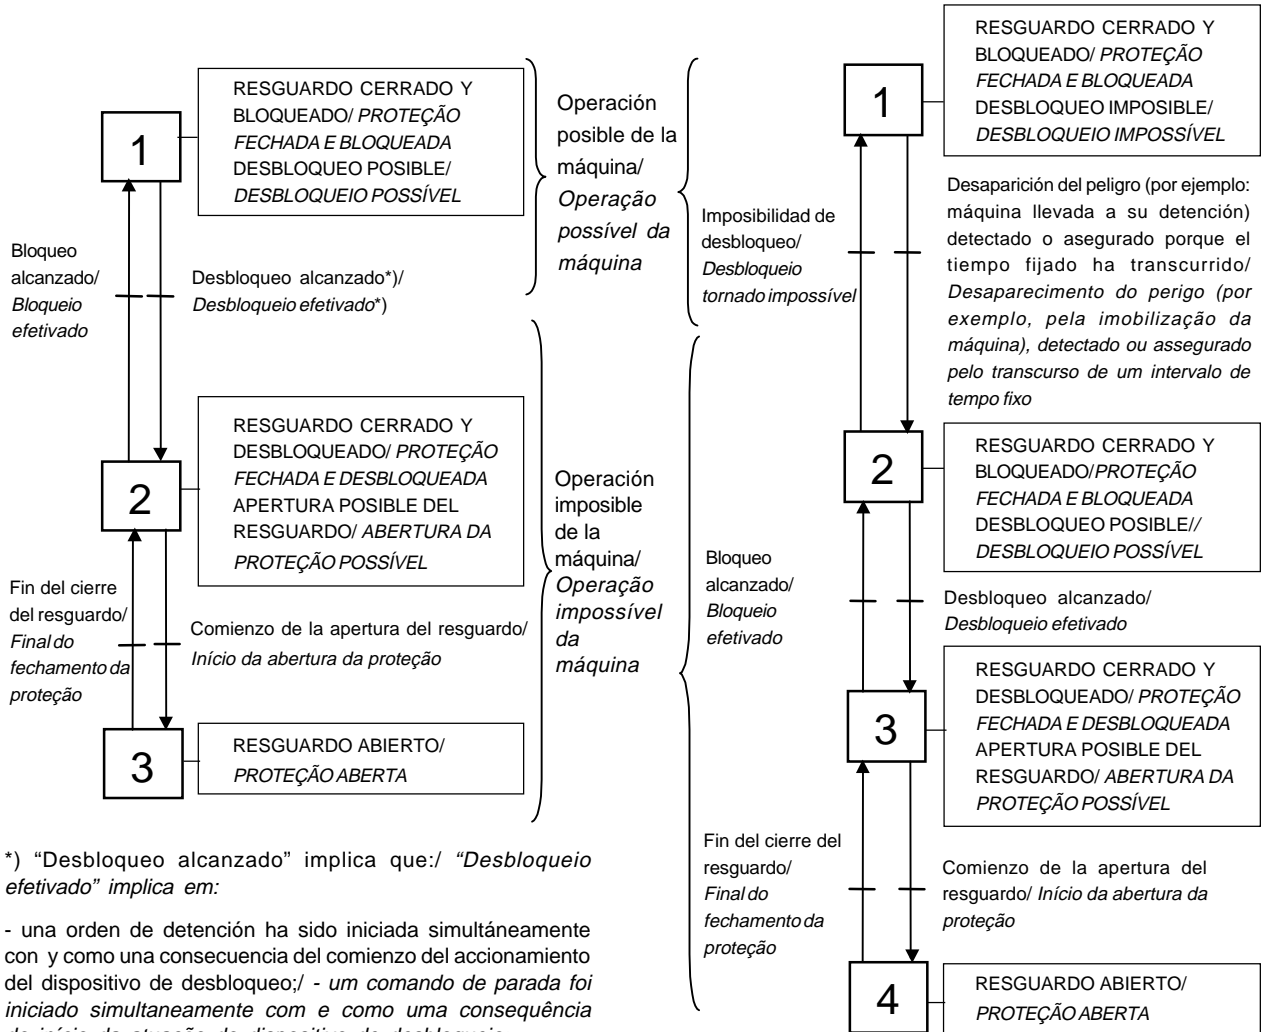 1
RESGUARDO CERRADO Y
BLOQUEADO/ PROTEÇÃO
FECHADA E BLOQUEADA
DESBLOQUEO POSIBLE/
DESBLOQUEIO POSSÍVEL
Bloqueo
alcanzado/
Bloqueio
efetivado
Desbloqueo alcanzado*)/
Desbloqueio efetivado*)
2
RESGUARDO CERRADO Y
DESBLOQUEADO/ PROTEÇÃO
FECHADA E DESBLOQUEADA
APERTURA POSIBLE DEL
RESGUARDO/ ABERTURA DA
PROTEÇÃO POSSÍVEL
Fin del cierre
del resguardo/
Final do
fechamento da
proteção
Comienzo de la apertura del resguardo/
Início da abertura da proteção
3
RESGUARDO ABIERTO/
PROTEÇÃO ABERTA
*) “Desbloqueo alcanzado” implica que:/ “Desbloqueio
efetivado” implica em:
- una orden de detención ha sido iniciada simultáneamente
con y como una consecuencia del comienzo del accionamiento
del dispositivo de desbloqueo;/ - um comando de parada foi
iniciado simultaneamente com e como uma consequência
Operación
posible de la
máquina/
Operação
possível da
máquina
Operación
imposible
de la
máquina/
Operação
impossível
da
máquina
1
RESGUARDO CERRADO Y
BLOQUEADO/ PROTEÇÃO
FECHADA E BLOQUEADA
DESBLOQUEO IMPOSIBLE/
DESBLOQUEIO IMPOSSÍVEL
Imposibilidad de
desbloqueo/
Desbloqueio
tornado impossível
Desaparición del peligro (por ejemplo:
máquina llevada a su detención)
detectado o asegurado porque el
tiempo fijado ha transcurrido/
Desaparecimento do perigo (por
exemplo, pela imobilização da
máquina), detectado ou assegurado
pelo transcurso de um intervalo de
tempo fixo
2
RESGUARDO CERRADO Y
BLOQUEADO/PROTEÇÃO
FECHADA E BLOQUEADA
DESBLOQUEO POSIBLE//
DESBLOQUEIO POSSÍVEL
Bloqueo
alcanzado/
Bloqueio
efetivado
Desbloqueo alcanzado/
Desbloqueio efetivado
3
RESGUARDO CERRADO Y
DESBLOQUEADO/ PROTEÇÃO
FECHADA E DESBLOQUEADA
APERTURA POSIBLE DEL
RESGUARDO/ ABERTURA DA
PROTEÇÃO POSSÍVEL
Fin del cierre del
resguardo/
Final do
fechamento da
proteção
Comienzo de la apertura del
resguardo/ Início da abertura da
proteção
4
RESGUARDO ABIERTO/
PROTEÇÃO ABERTA